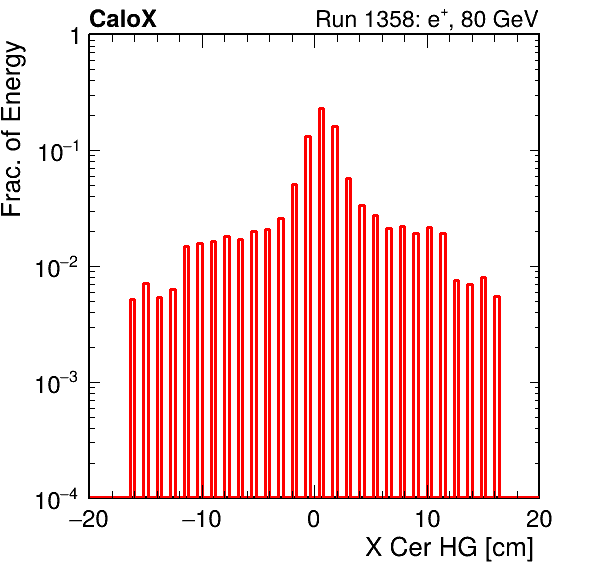 CaloX
Run 1358: e⁺, 80 GeV
Frac. of Energy
1
10⁻¹
10⁻²
10⁻³
10⁻⁴
−20
−10
0
10
20
X Cer HG [cm]